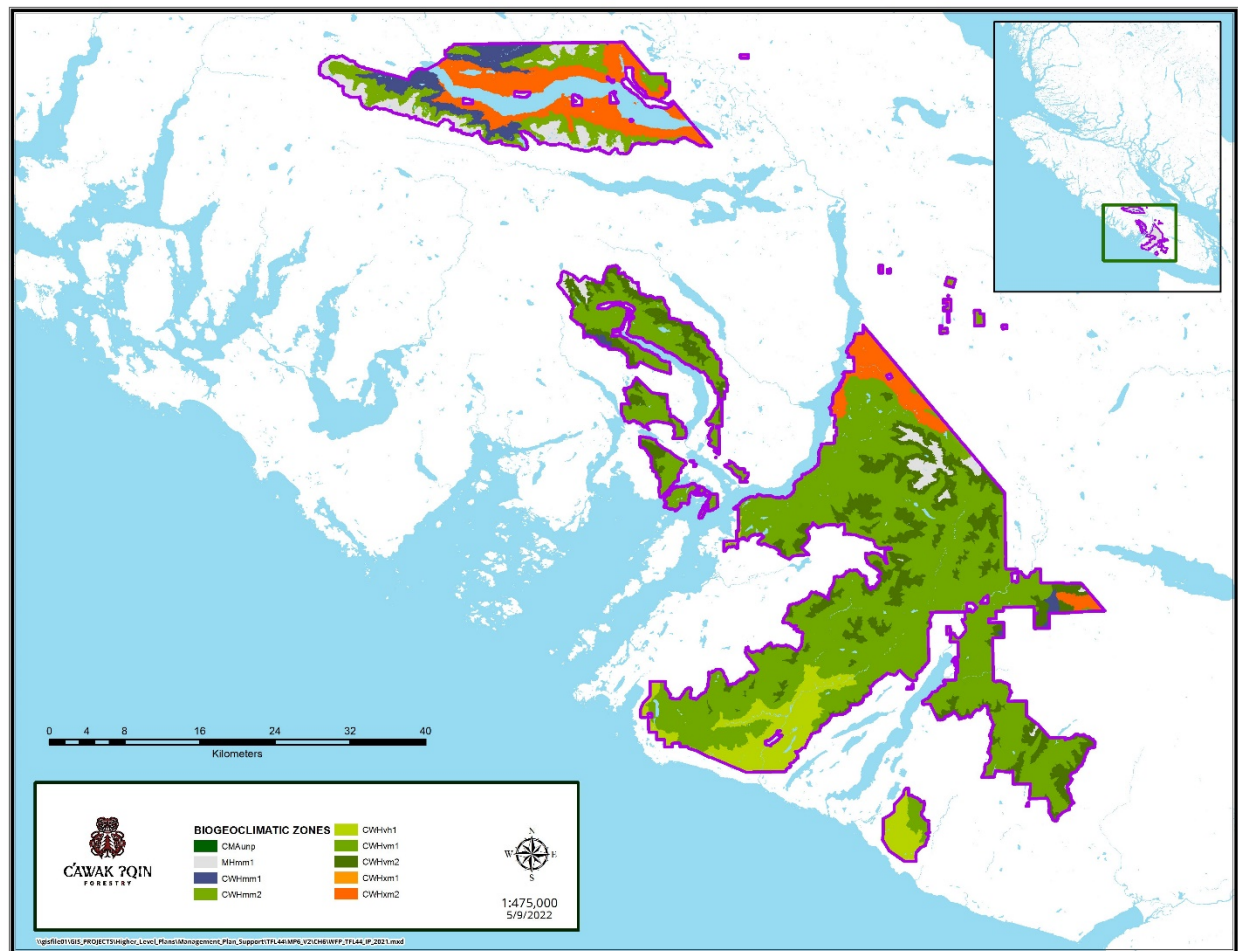 0 4 8 16 24 32 40
Kilometers
C̓AWAK ʔQIN
FORESTRY
BIOGEOCLIMATIC ZONES
CMAunp
MHmm1
CWHmm1
CWHmm2
CWHvh1
CWHvm1
CWHvm2
CWHxm1
CWHxm2
N
W E
S
1:475,000
5/9/2022
\\gisfile01\GIS_PROJECTS\Higher_Level_Plans\Management_Plan_Support\TFL44\MP6_V2\CH6\WFP_TFL44_IP_2021.mxd